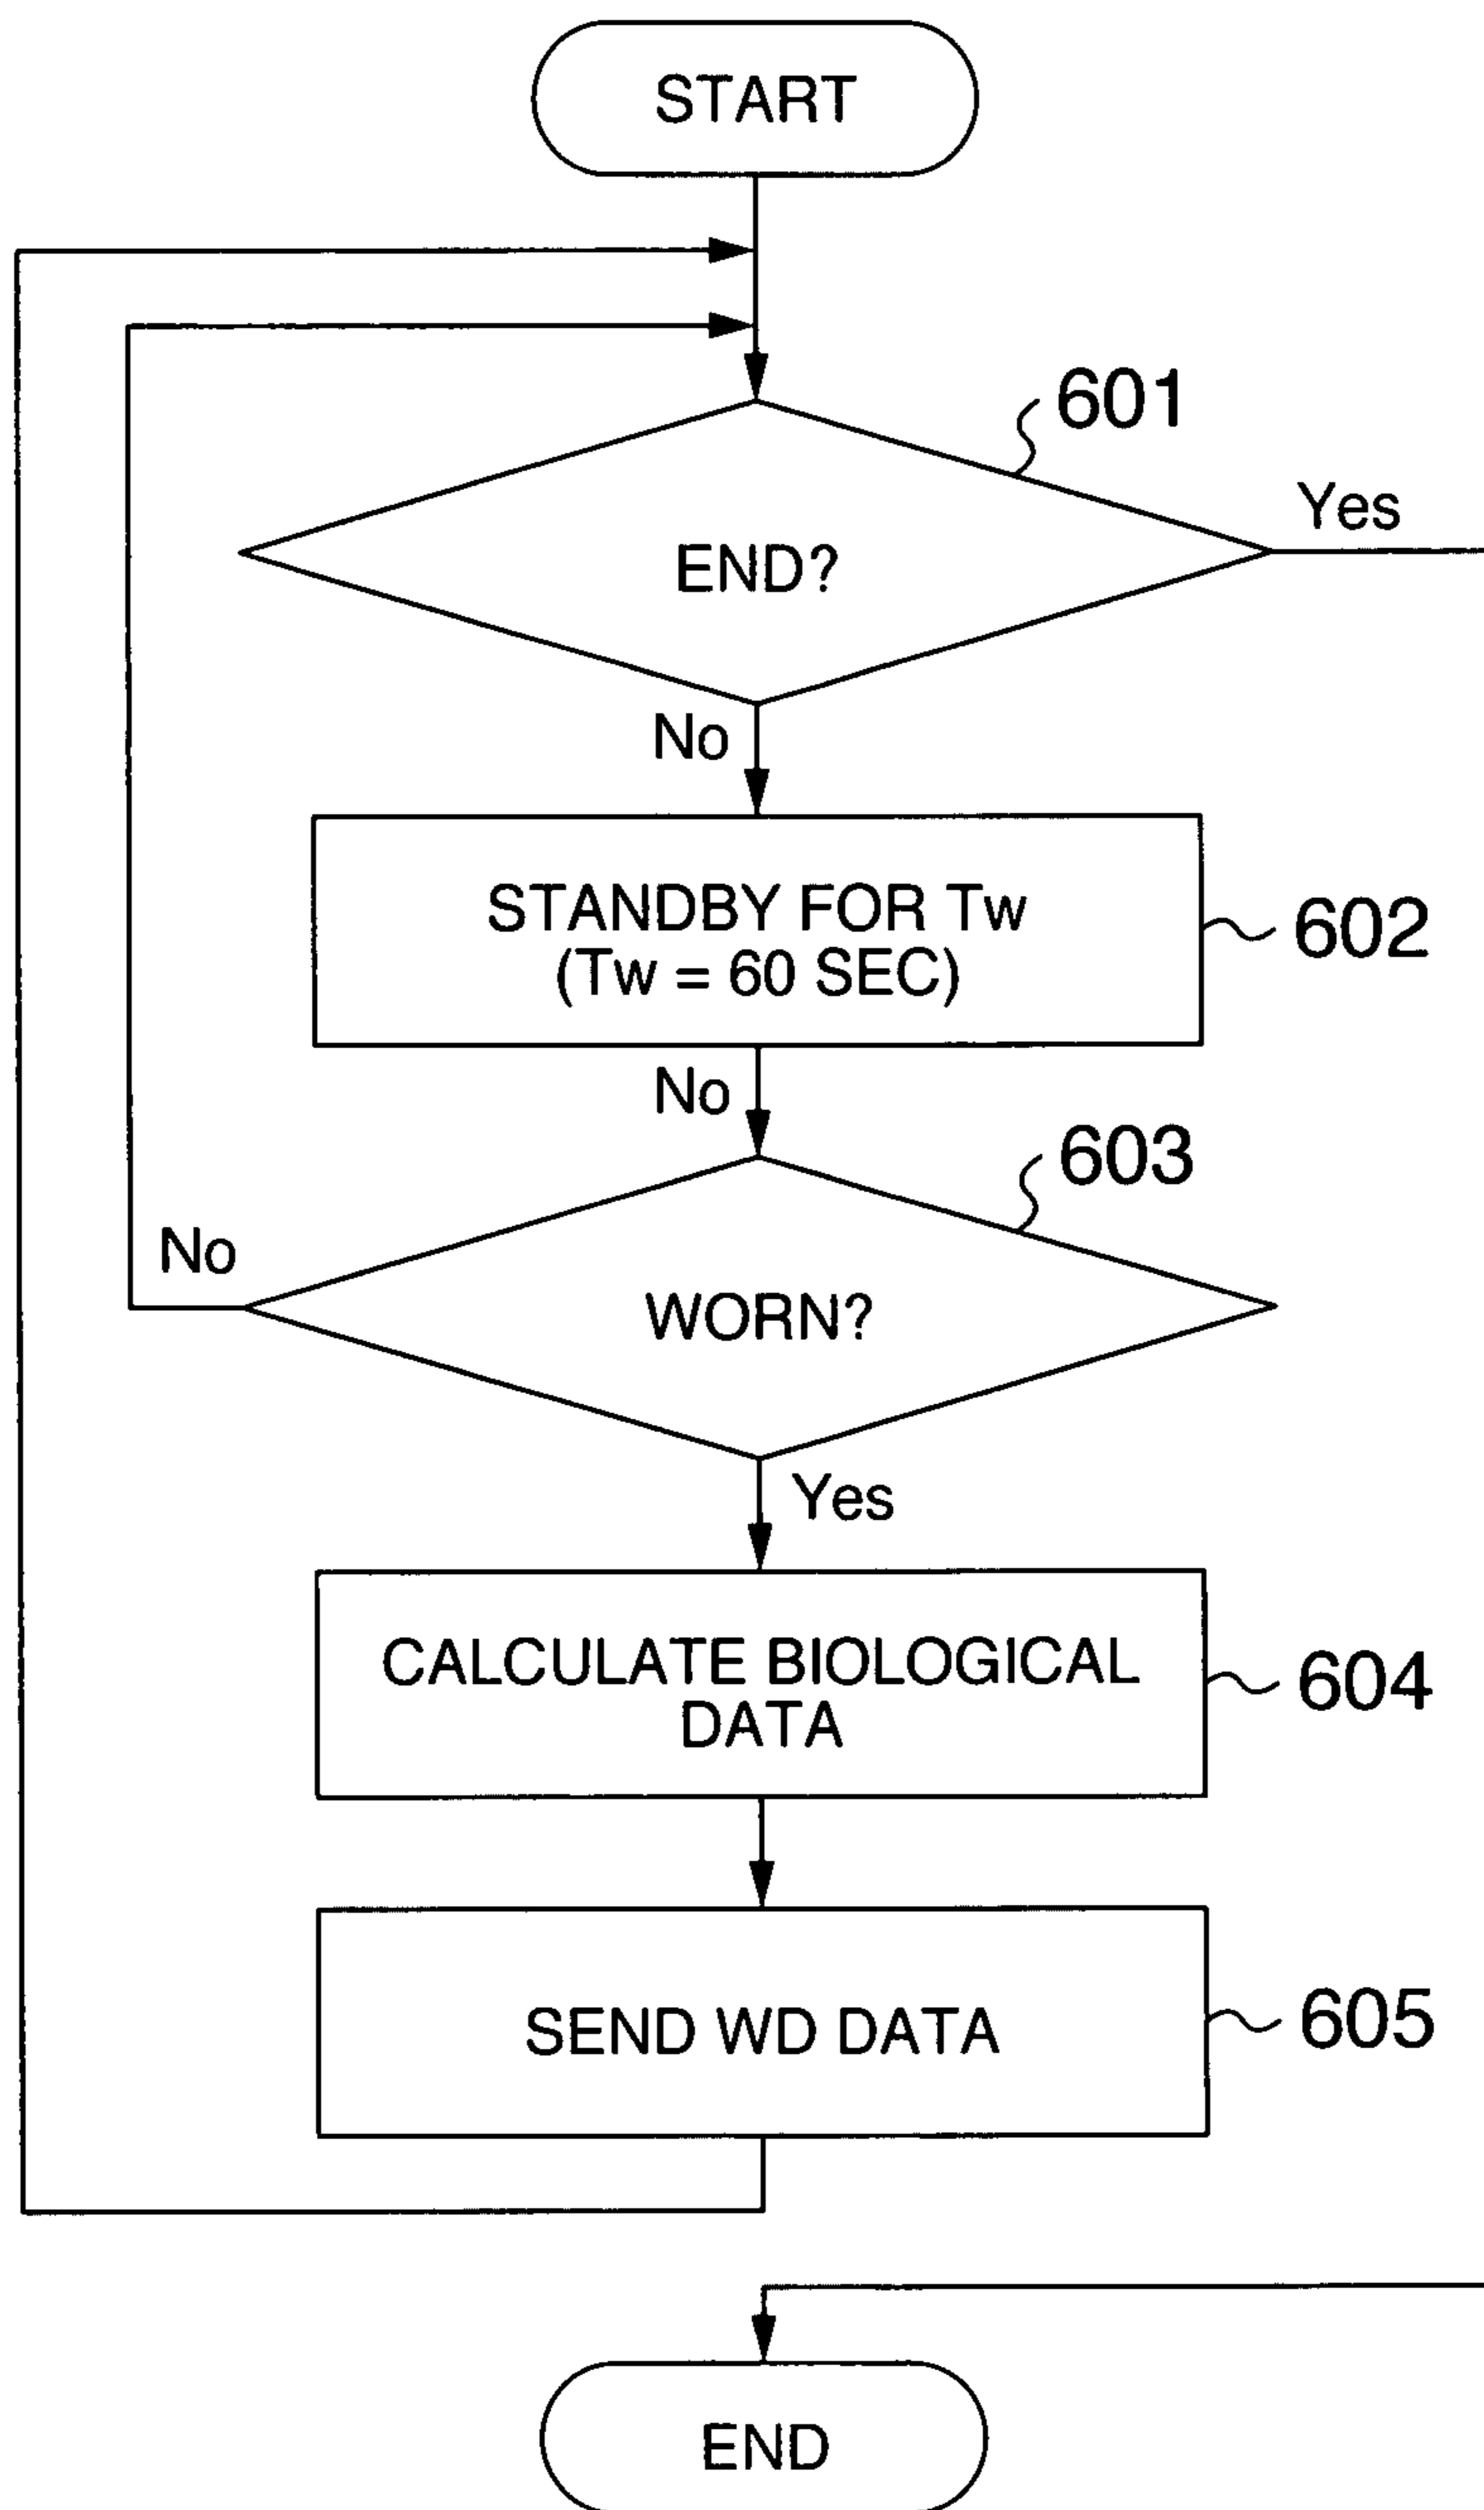 START
601
Yes
END?
No
STANDBY FOR Tw
(Tw = 60 SEC)
602
No
603
No
WORN?
Yes
CALCULATE BIOLOGICAL
DATA
604
SEND WD DATA
605
END